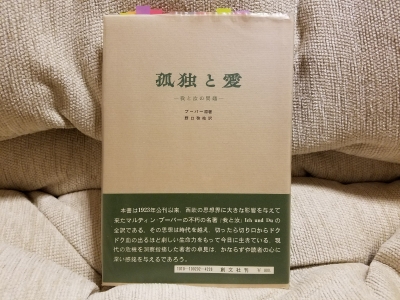 孤独と愛
―我と汝の問題―
ブーバー著
野口啓祐訳
本書は1923年公刊以来、西欧の思想界に大きな影響を与えて
来たマルティン・ブーバーの不朽の名著「我と汝」Ich und Du の
全訳である。その思想は時代を越え、切ったら切り口からドク
ドク血の出るほど劇しい生命力をもって今日に生きている。現
代の危機を洞察指摘した著者の卓見は、かならずや読者の心に
深い感銘を与えるであろう。
創文社刊